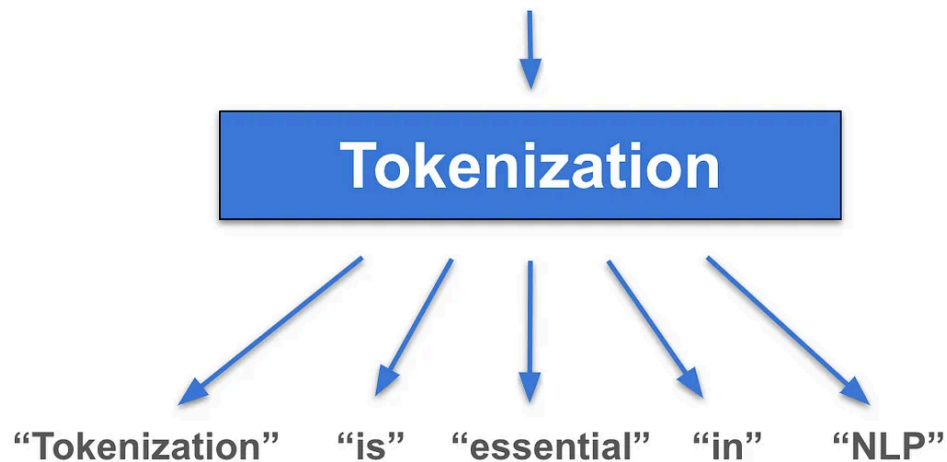 Tokenization
“Tokenization” “is” “essential” “in” “NLP”